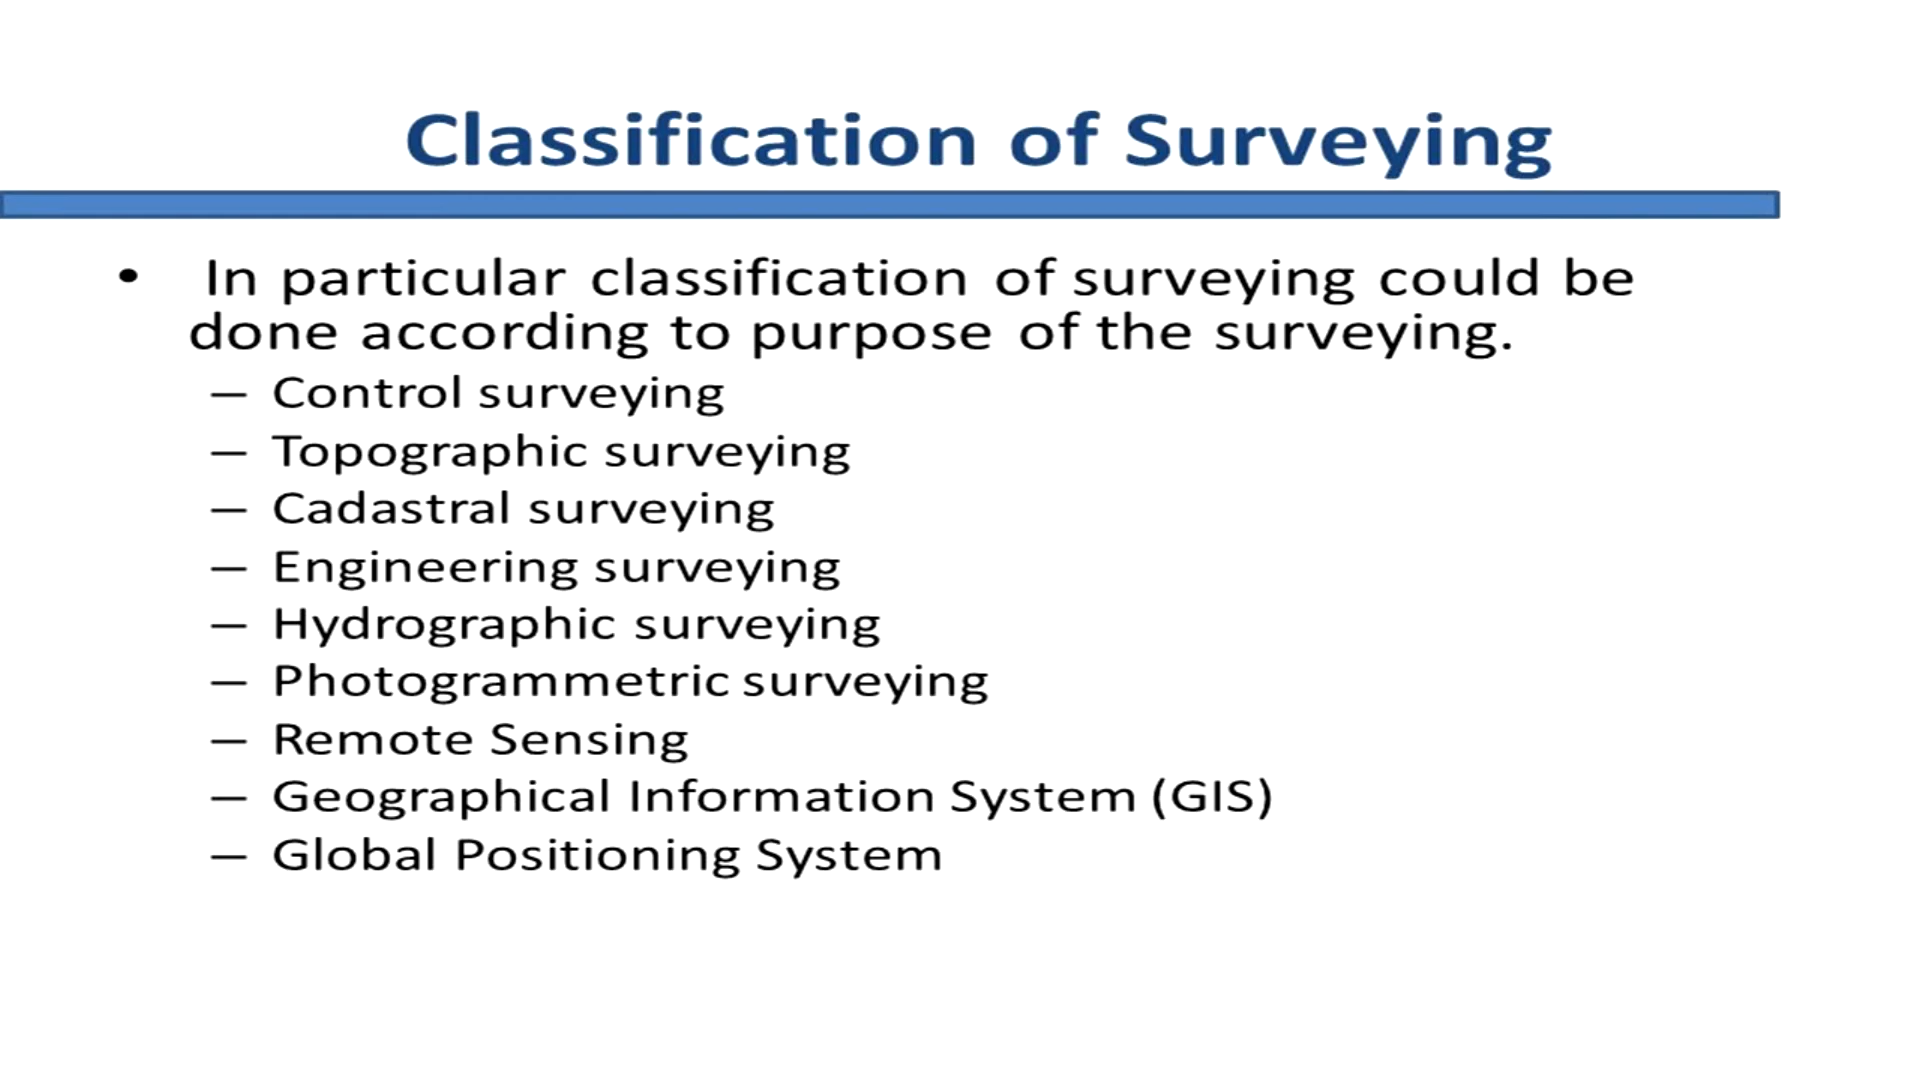 Classification of Surveying
• In particular classification of surveying could be
done according to purpose of the surveying.
– Control surveying
– Topographic surveying
– Cadastral surveying
– Engineering surveying
– Hydrographic surveying
– Photogrammetric surveying
– Remote Sensing
– Geographical Information System (GIS)
– Global Positioning System